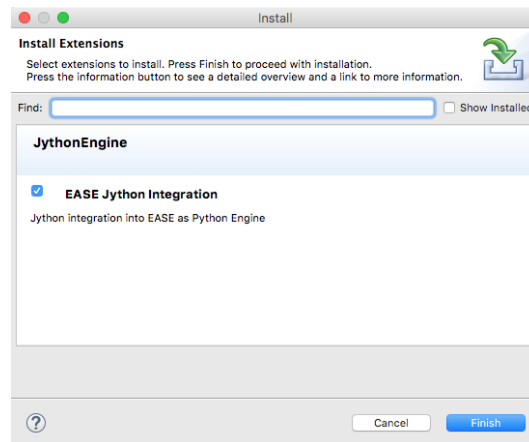 Install
Install Extensions
Select extensions to install. Press Finish to proceed with installation.
Press the information button to see a detailed overview and a link to more information.
Find:
Show Installed
JythonEngine
EASE Jython Integration
Jython integration into EASE as Python Engine
?
Cancel
Finish